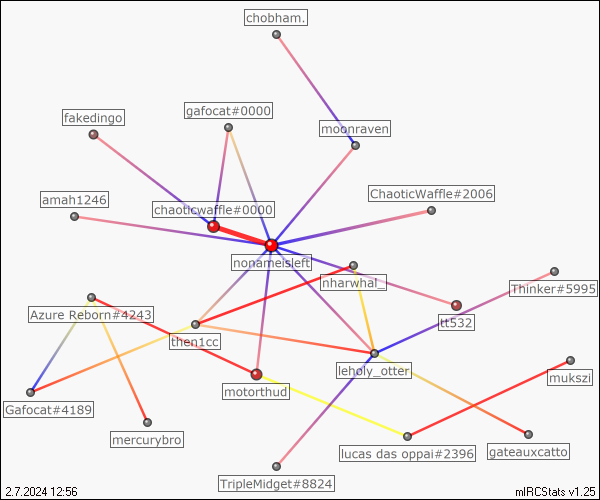 chobham.
gafocat#0000
fakedingo
moonraven
ChaoticWaffle#2006
amah1246
chaoticwaffle#0000
nonameisleft
nharwhal_
Thinker#5995
Azure Reborn#4243
tt532
then1cc
leholy_otter
mukszi
motorthud
Gafocat#4189
mercurybro
lucas das oppai#2396
gateauxcatto
TripleMidget#8824
2.7.2024 12:56
mIRCStats v1.25